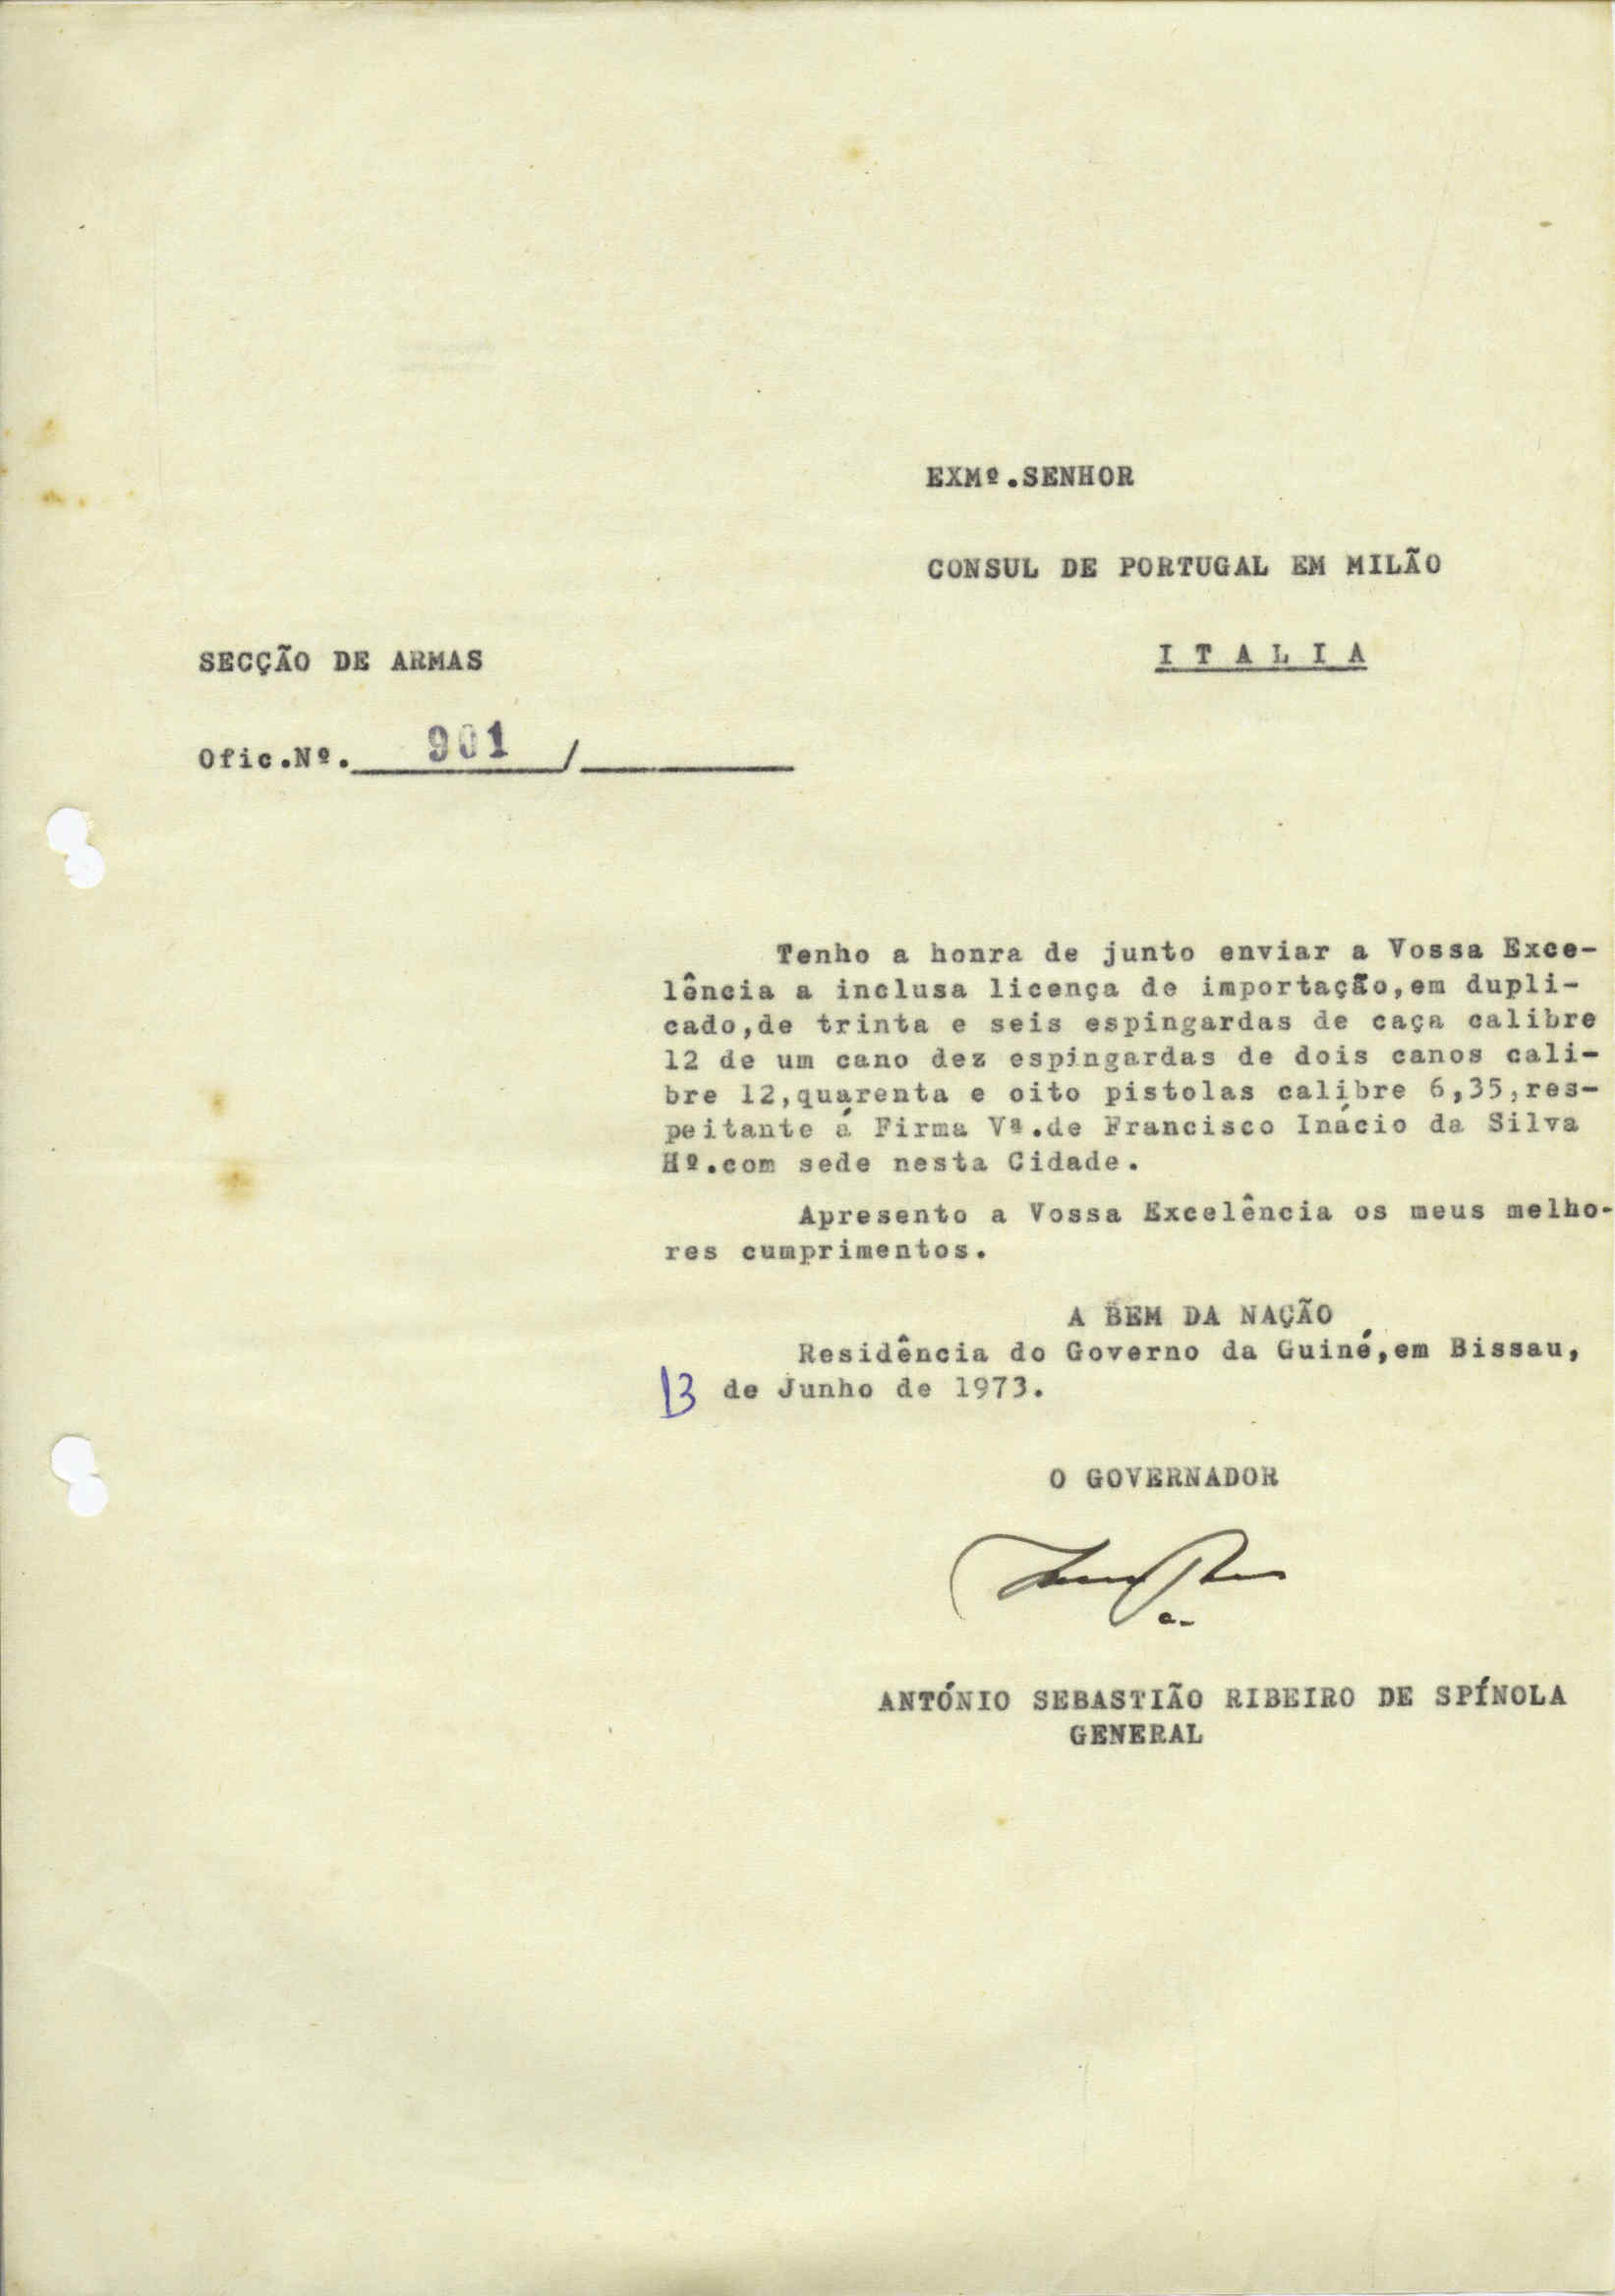 EXMº.SENHOR
CONSUL DE PORTUGAL EM MILÃO
I T A L I A
SECÇÃO DE ARMAS
Ofic.Nº. 901 /
Tenho a honra de junto enviar a Vossa Exce-
lência a inclusa licença de importação,em dupli-
cado,de trinta e seis espingardas de caça calibre
12 de um cano dez espingardas de dois canos cali-
bre 12,quarenta e oito pistolas calibre 6,35,res-
peitante á Firma Vª.de Francisco Inácio da Silva
Hº.com sede nesta Cidade.
Apresento a Vossa Excelência os meus melho-
res cumprimentos.
A BEM DA NAÇÃO
Residência do Governo da Guiné,em Bissau,
13 de Junho de 1973.
O GOVERNADOR
ANTÓNIO SEBASTIÃO RIBEIRO DE SPÍNOLA
GENERAL